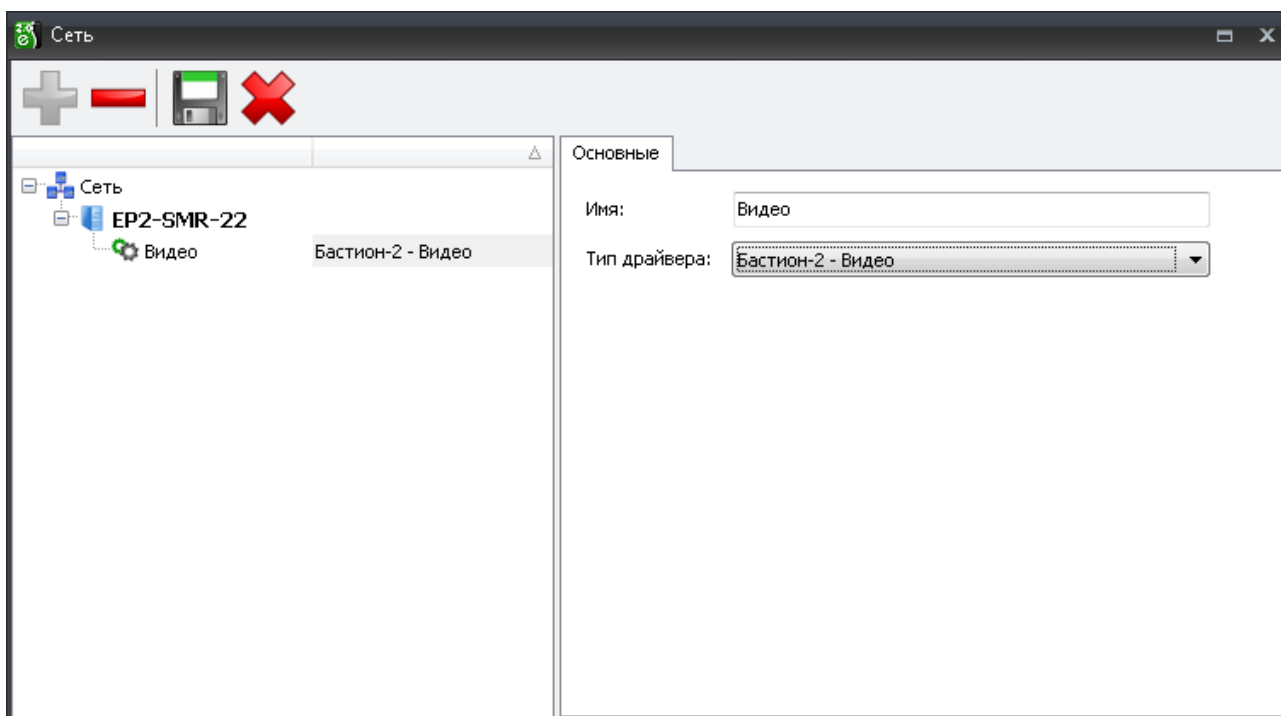 Сеть
Основные
Сеть
EP2-SMR-22
Видео Бастион-2 - Видео
Имя: Видео
Тип драйвера: Бастион-2 - Видео